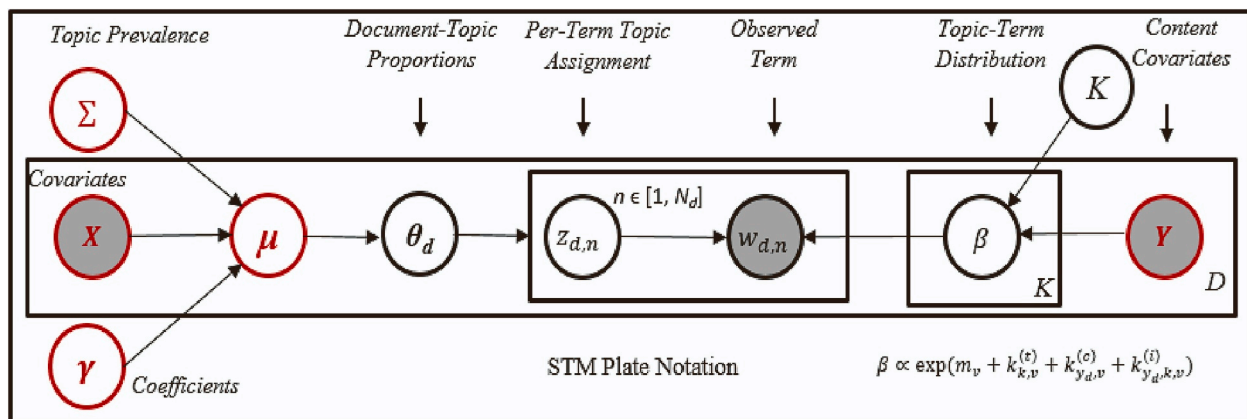 Topic Prevalence
Document-Topic
Proportions
Per-Term Topic
Assignment
Observed
Term
Topic-Term
Distribution
Content
Covariates
Σ
K
Covariates
n ϵ [1, N_d]
X
μ
θ_d
z_{d,n}
w_{d,n}
β
Y
K
D
γ
Coefficients
STM Plate Notation
β ∝ exp(m_v + k_{k,v}^{(t)} + k_{y_d,v}^{(c)} + k_{y_d,k,v}^{(i)})